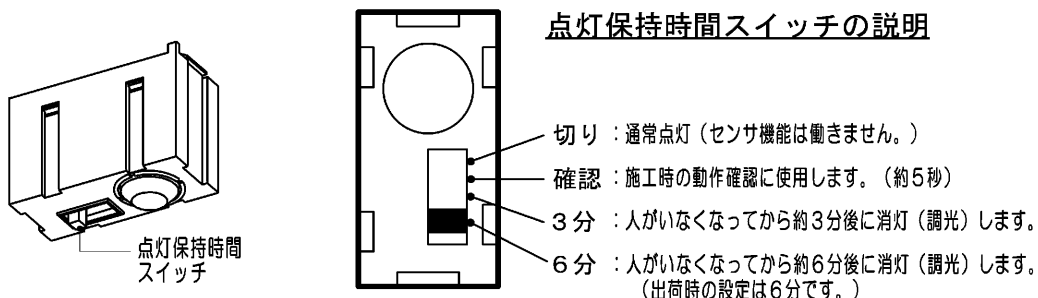 点灯保持時間スイッチの説明
切り：通常点灯（センサ機能は働きません。）
確認：施工時の動作確認に使用します。（約5秒）
3分：人がいなくなってから約3分後に消灯（調光）します。
6分：人がいなくなってから約6分後に消灯（調光）します。
（出荷時の設定は6分です。）
点灯保持時間
スイッチ